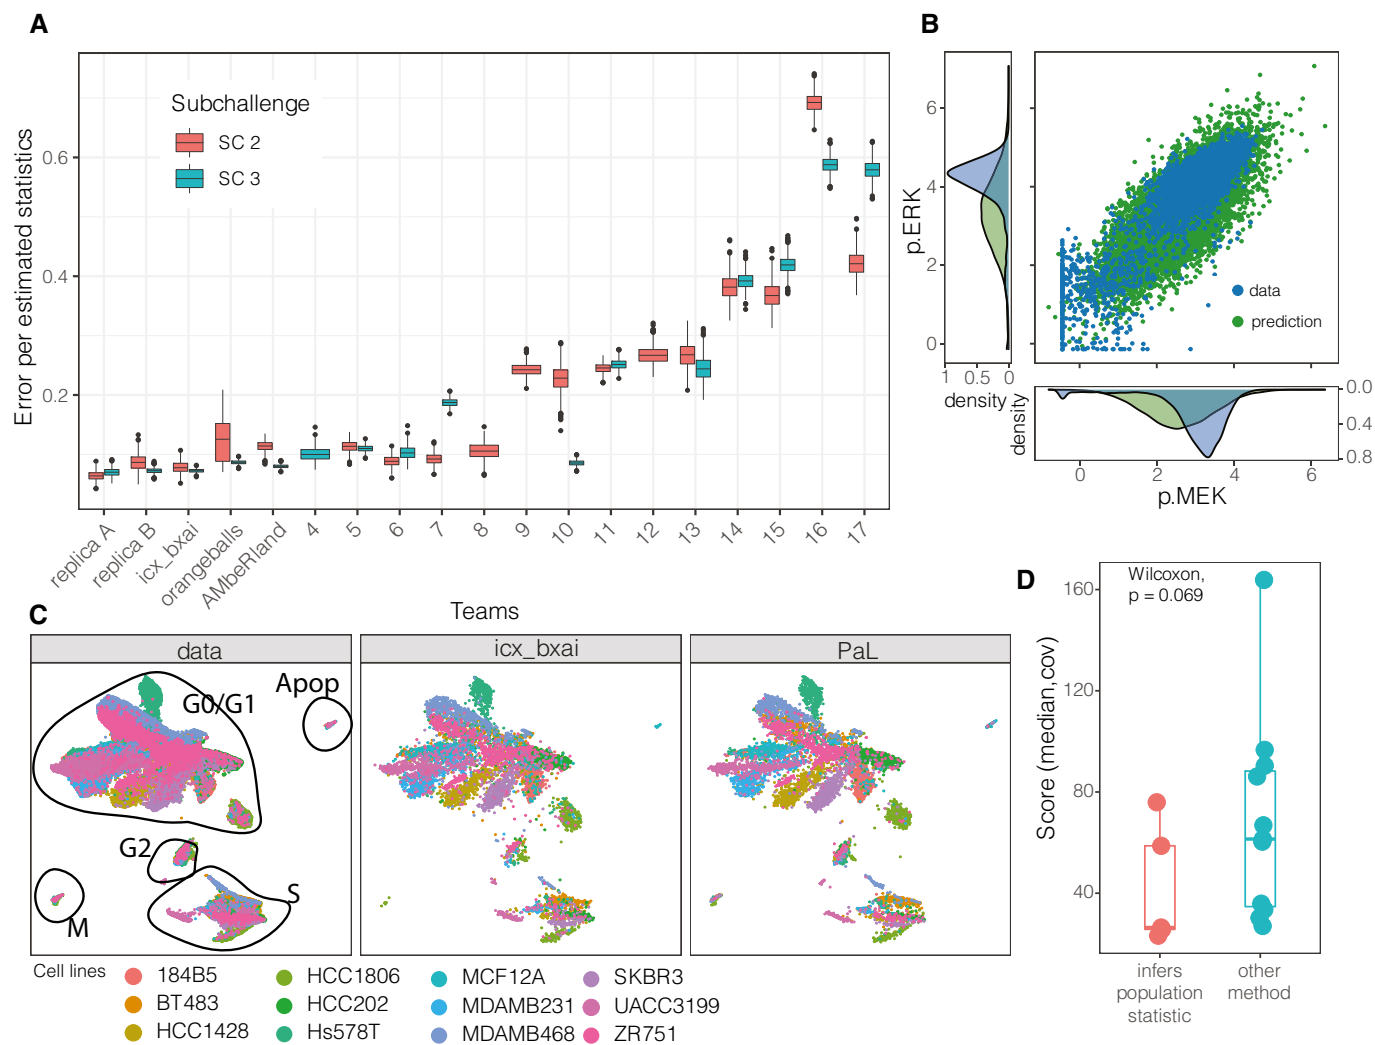 A
Subchallenge
SC 2
SC 3
Error per estimated statistics
0.6
0.4
0.2
replica A
replica B
icx_bxai
orangeballs
AMbeRland
4
5
6
7
8
9
10
11
12
13
14
15
16
17
Teams
B
p.ERK
6
4
2
0
1 0.5 0
density
data
prediction
density
0.0
0.4
0.8
0 2 4 6
p.MEK
C
data
icx_bxai
PaL
G0/G1
Apop
G2
S
M
Cell lines
184B5
BT483
HCC1428
HCC1806
HCC202
Hs578T
MCF12A
MDAMB231
MDAMB468
SKBR3
UACC3199
ZR751
D
Wilcoxon,
p = 0.069
Score (median,cov)
160
120
80
40
infers
population
statistic
other
method